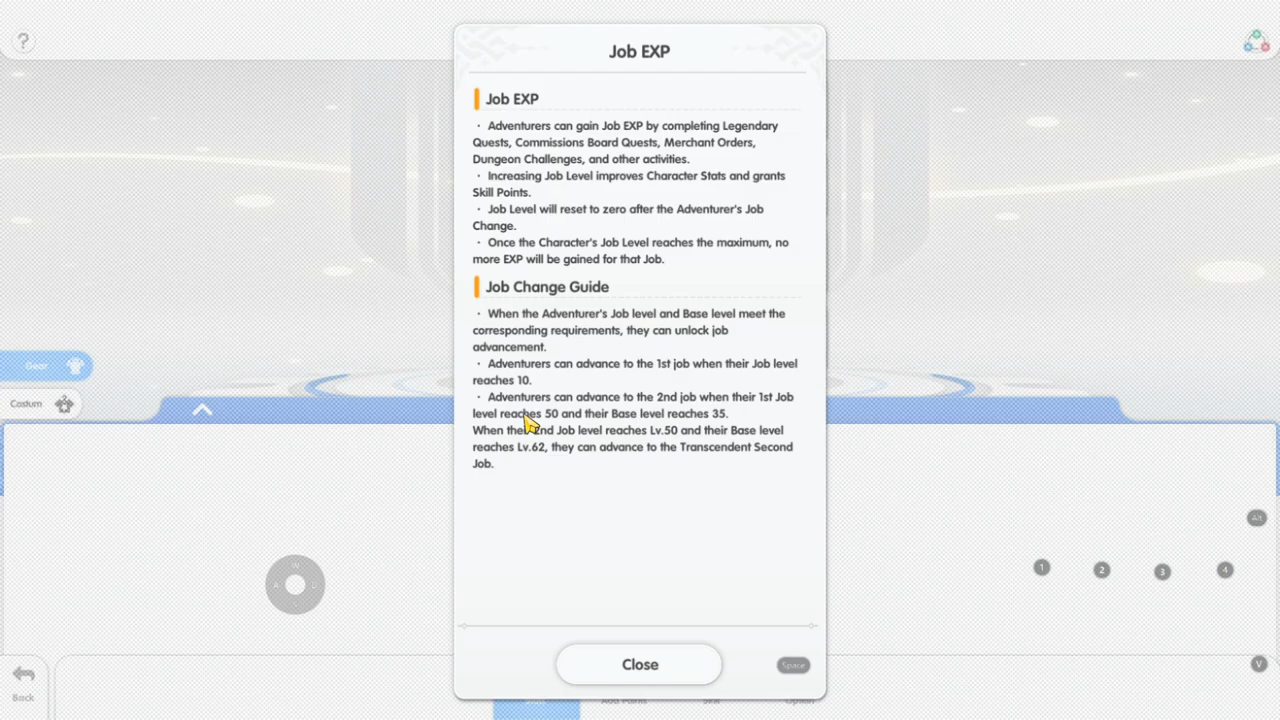 ?
Job EXP
Job EXP
· Adventurers can gain Job EXP by completing Legendary
Quests, Commissions Board Quests, Merchant Orders,
Dungeon Challenges, and other activities.
· Increasing Job Level improves Character Stats and grants
Skill Points.
· Job Level will reset to zero after the Adventurer's Job
Change.
· Once the Character's Job Level reaches the maximum, no
more EXP will be gained for that Job.
Job Change Guide
· When the Adventurer's Job level and Base level meet the
corresponding requirements, they can unlock job
advancement.
· Adventurers can advance to the 1st job when their Job level
reaches 10.
· Adventurers can advance to the 2nd job when their 1st Job
level reaches 50 and their Base level reaches 35.
When their 2nd Job level reaches Lv.50 and their Base level
reaches Lv.62, they can advance to the Transcendent Second
Job.
Gear
Costum
Alt
W
A D
1 2 3 4
Close
Space
V
Back
Add Points Skill Option